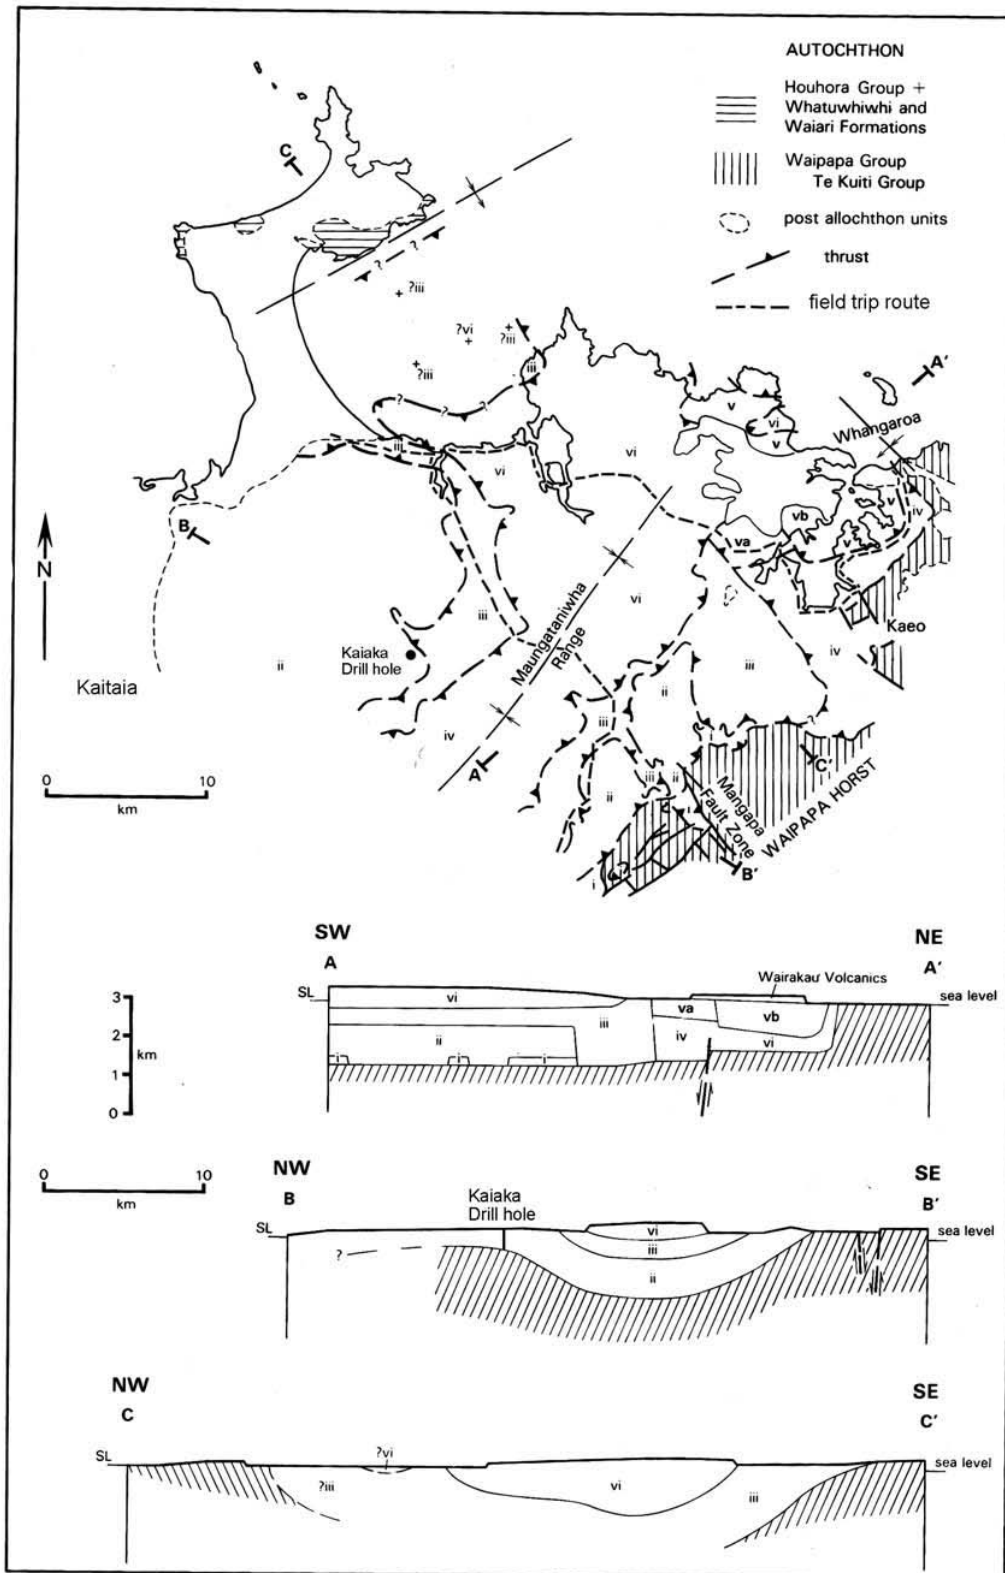 AUTOCHTHON
Houhora Group +
Whatuwhiwhi and
Waiari Formations
Waipapa Group
Te Kuiti Group
post allochthon units
thrust
field trip route
C
?
?
?iii
?vi
?iii
?iii
iii
?
?
?
A'
v
vi
v
Whangaroa
iii
vi
vi
B
N
va
vb
v
v
iv
Kaeo
iii
Maungataniwha
Range
vi
Kaiaka
Drill hole
ii
Kaitaia
iv
iii
iv
ii
iii
A
C'
0
10
km
iii
ii
ii
i
Mangapa
Fault Zone
WAIPAPA HORST
B'
i
SW
A
NE
A'
3
2
1
0
km
SL
vi
iii
ii
i
i
i
va
iv
vb
vi
Wairakau Volcanics
sea level
0
10
km
NW
B
Kaiaka
Drill hole
SE
B'
SL
?
vi
iii
ii
sea level
NW
C
SE
C'
SL
?vi
?iii
vi
iii
sea level